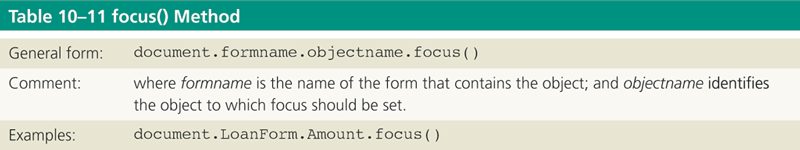 Table 10–11 focus() Method
General form: document.formname.objectname.focus()
Comment: where formname is the name of the form that contains the object; and objectname identifies
the object to which focus should be set.
Examples: document.LoanForm.Amount.focus()